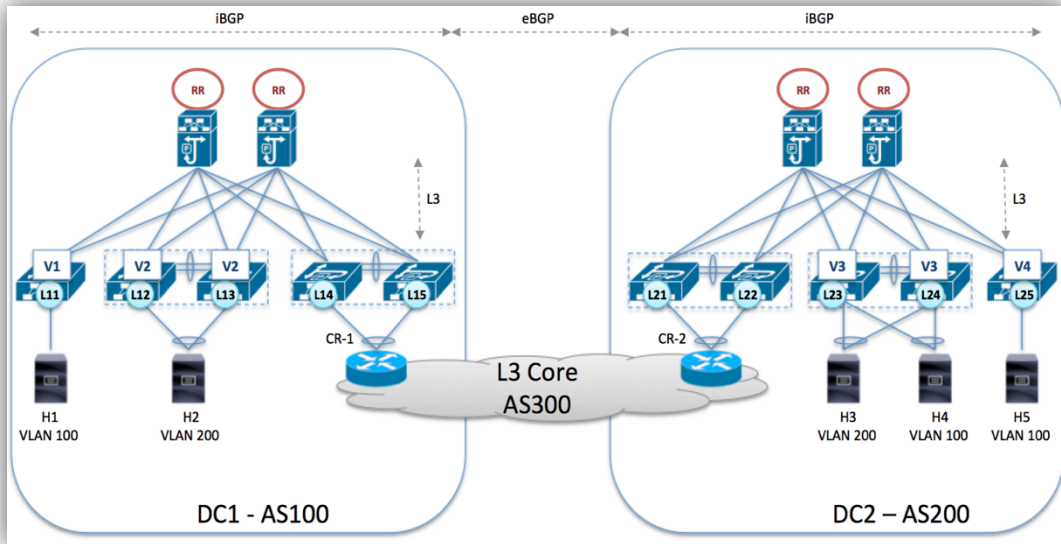 iBGP
eBGP
iBGP
RR
RR
RR
RR
L3
L3
V1
V2
V2
V3
V3
V4
L11
L12
L13
L14
L15
L21
L22
L23
L24
L25
CR-1
CR-2
L3 Core
AS300
H1
VLAN 100
H2
VLAN 200
H3
VLAN 200
H4
VLAN 100
H5
VLAN 100
DC1 - AS100
DC2 – AS200